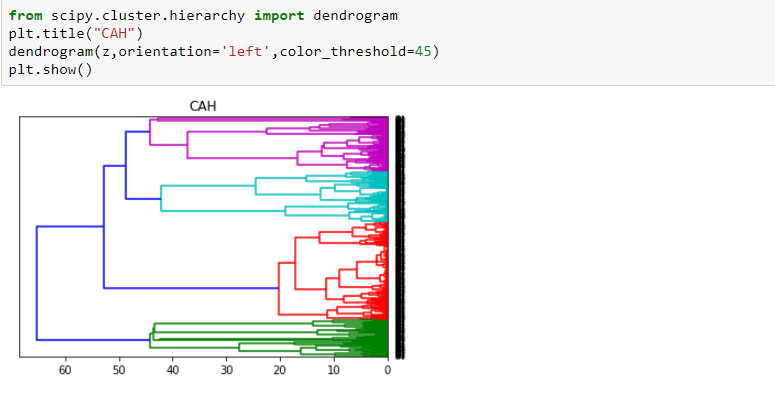 from scipy.cluster.hierarchy import dendrogram
plt.title("CAH")
dendrogram(z,orientation='left',color_threshold=45)
plt.show()
CAH
60 50 40 30 20 10 0